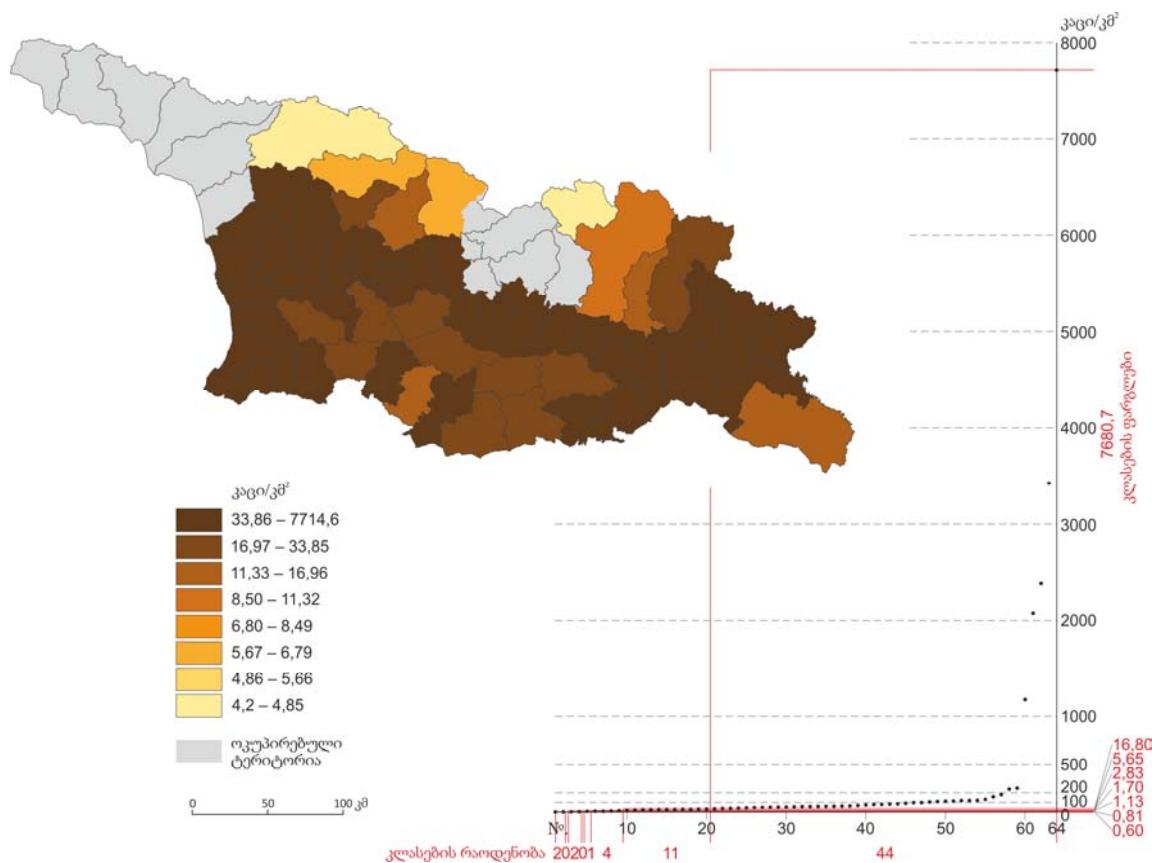 კაცი/კმ²
8000
7000
6000
5000
4000
3000
2000
1000
500
200
100
0
7680,7
კლასების ფარგლები
16,80
5,65
2,83
1,70
1,13
0,81
0,60
კაცი/კმ²
33,86 – 7714,6
16,97 – 33,85
11,33 – 16,96
8,50 – 11,32
6,80 – 8,49
5,67 – 6,79
4,86 – 5,66
4,2 – 4,85
ოკუპირებული
ტერიტორია
0 50 100 კმ
№ 10 20 30 40 50 60 64
კლასების რაოდენობა 20201 4 11 44